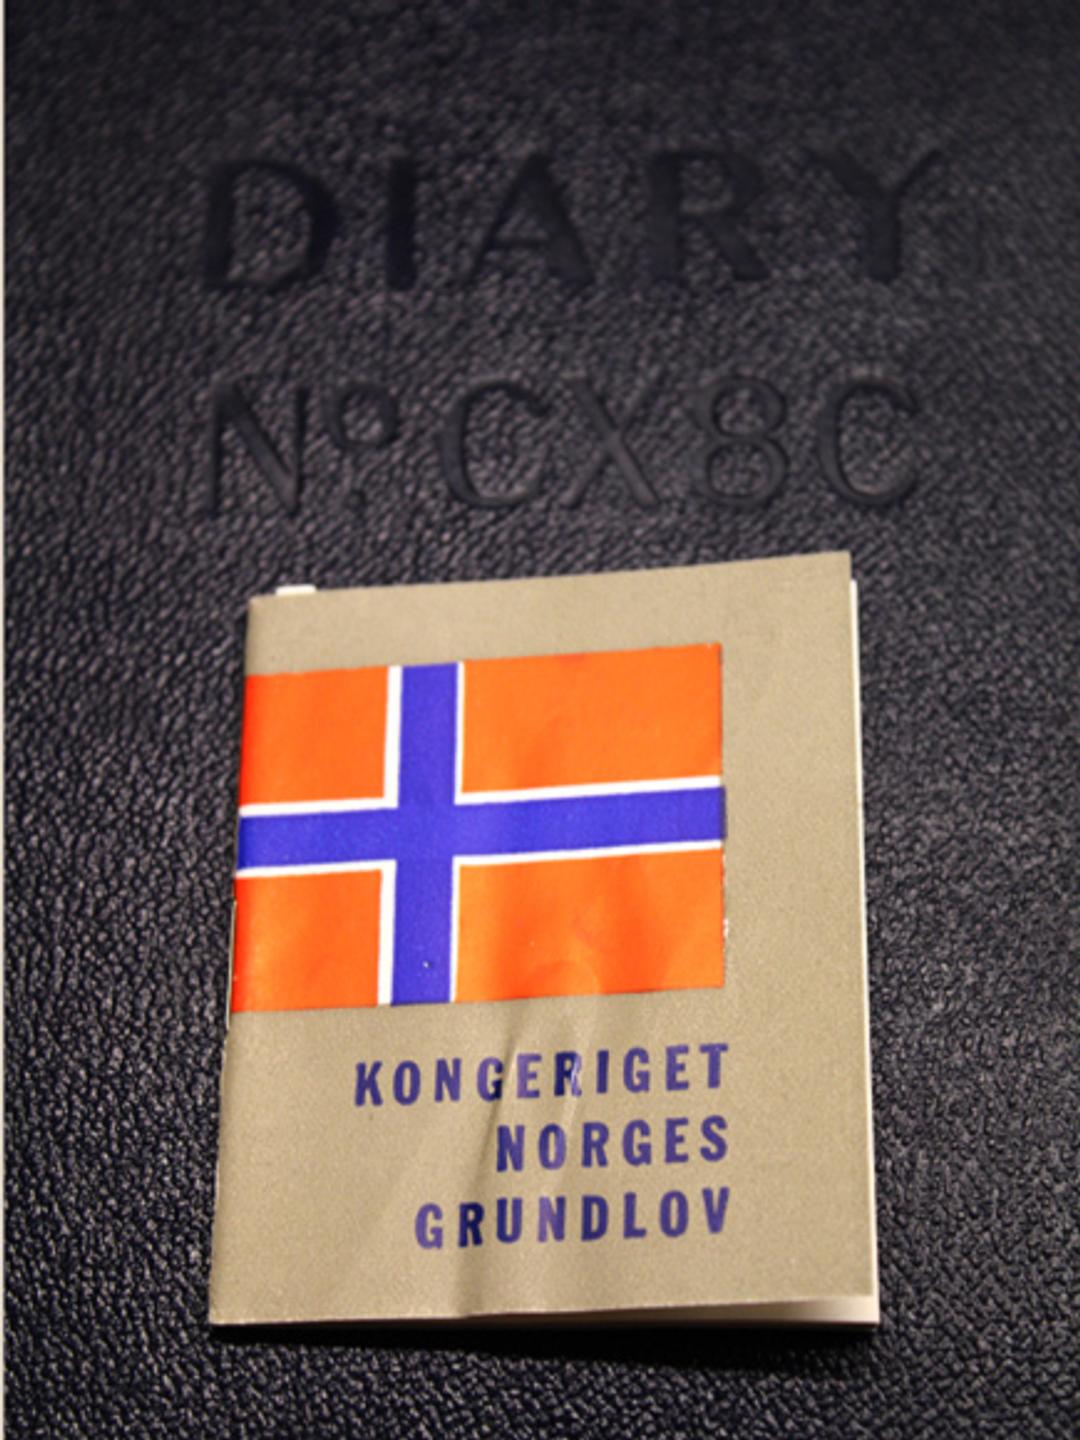 DIARY
No. CX8C
KONGERIGET
NORGES
GRUNDLOV